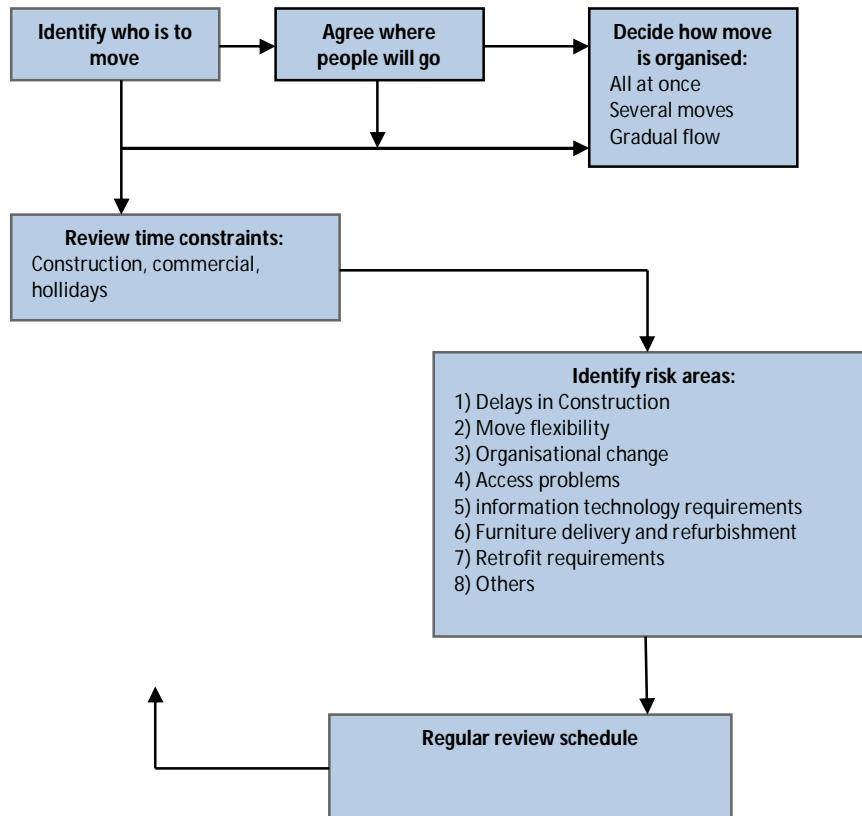 Identify who is to
move
Agree where
people will go
Decide how move
is organised:
All at once
Several moves
Gradual flow
Review time constraints:
Construction, commercial,
hollidays
Identify risk areas:
1) Delays in Construction
2) Move flexibility
3) Organisational change
4) Access problems
5) information technology requirements
6) Furniture delivery and refurbishment
7) Retrofit requirements
8) Others
Regular review schedule